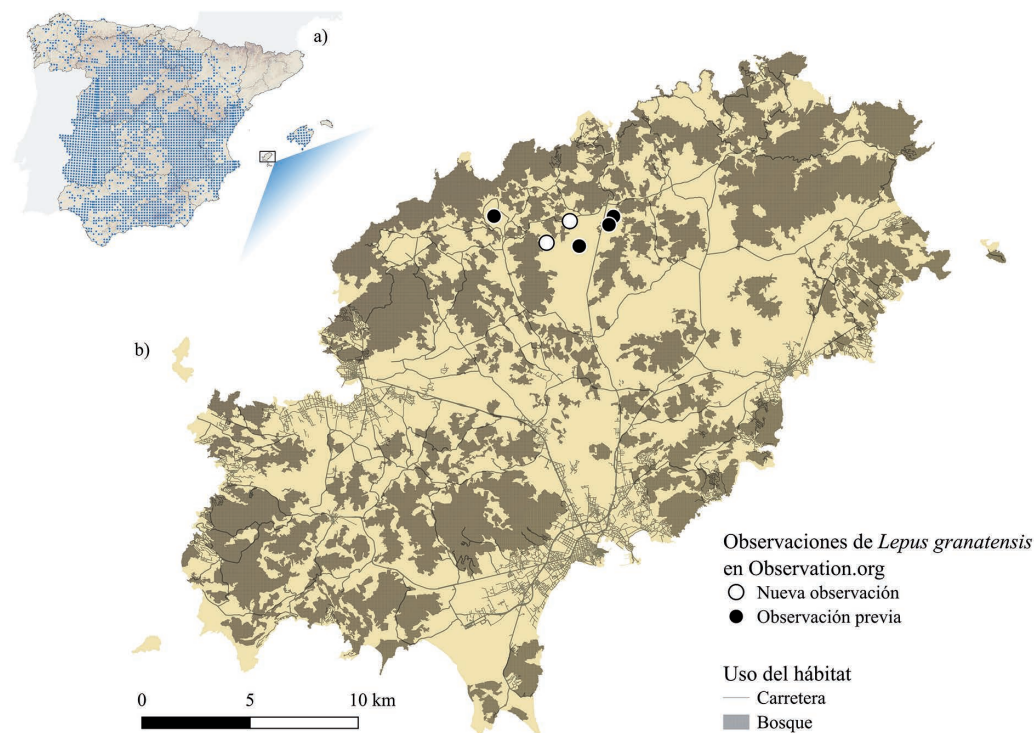 a)
b)
Observaciones de Lepus granatensis
en Observation.org
Nueva observación
Observación previa
Uso del hábitat
Carretera
Bosque
0 5 10 km